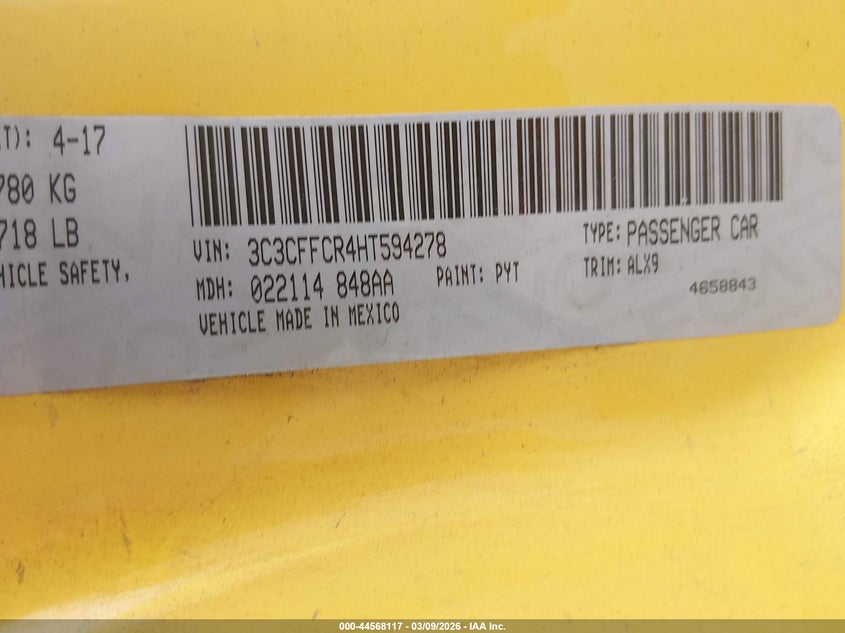 T): 4-17
780 KG
718 LB
HICLE SAFETY,
VIN: 3C3CFFCR4HT594278
MDH: 022114 848AA
PAINT: PYT
VEHICLE MADE IN MEXICO
TYPE: PASSENGER CAR
TRIM: ALX9
4658843
000-44568117 - 03/09/2026 - IAA Inc.